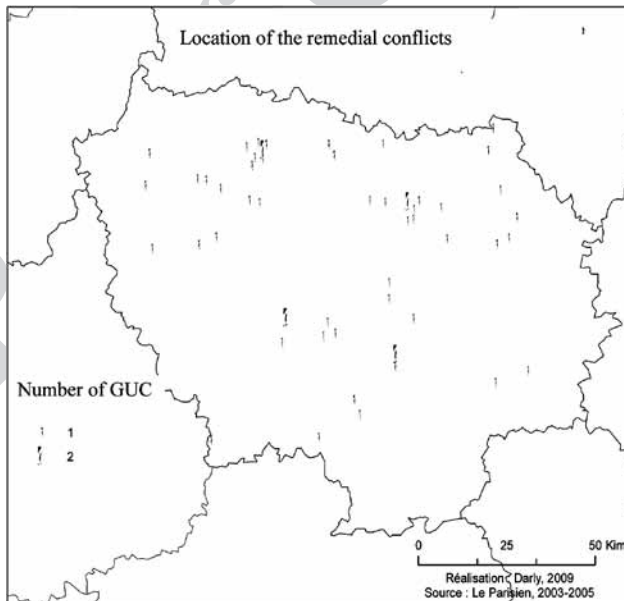 Location of the remedial conflicts
Number of GUC
1
2
0 25 50 Km
Réalisation: Darly, 2009
Source : Le Parisien, 2003-2005